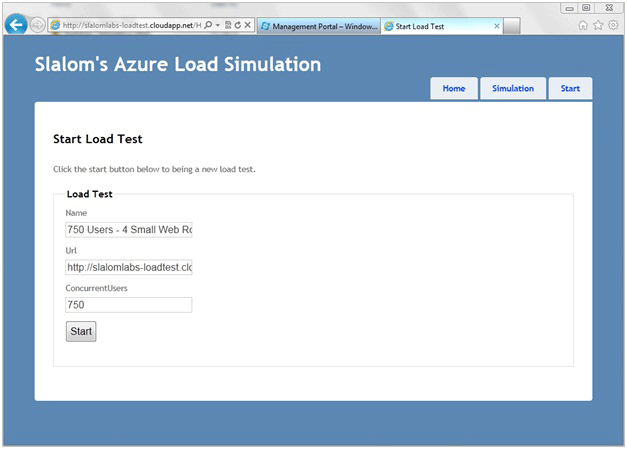 http://slalomlabs-loadtest.cloudapp.net/H
Management Portal – Window...
Start Load Test
Slalom's Azure Load Simulation
Home
Simulation
Start
Start Load Test
Click the start button below to being a new load test.
Load Test
Name
750 Users - 4 Small Web Ro
Url
http://slalomlabs-loadtest.clo
ConcurrentUsers
750
Start